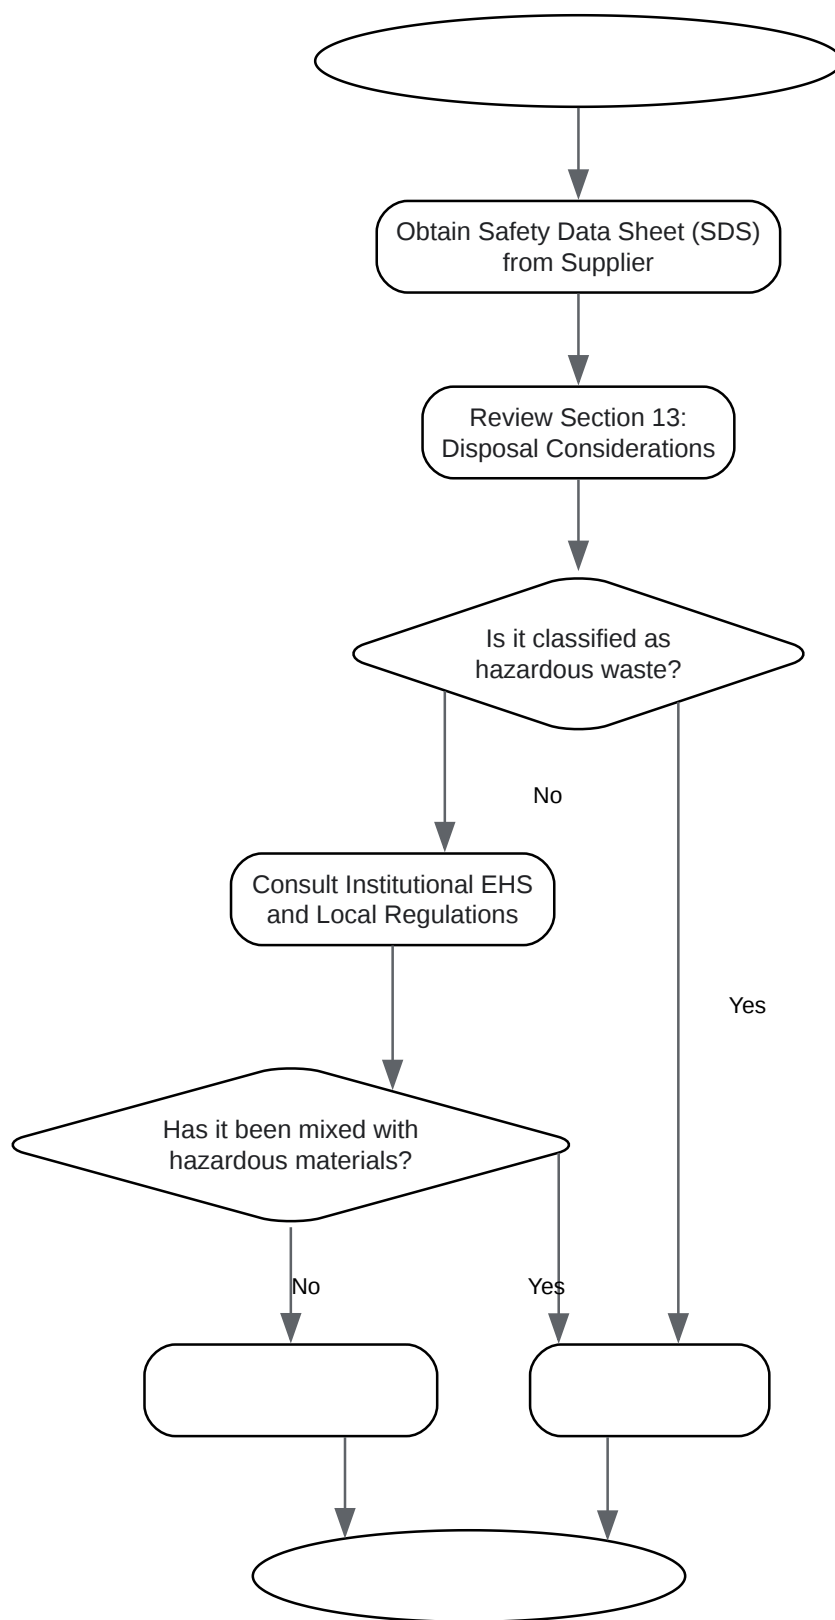 Obtain Safety Data Sheet (SDS)
from Supplier
Review Section 13:
Disposal Considerations
Is it classified as
hazardous waste?
No
Consult Institutional EHS
and Local Regulations
Yes
Has it been mixed with
hazardous materials?
No
Yes